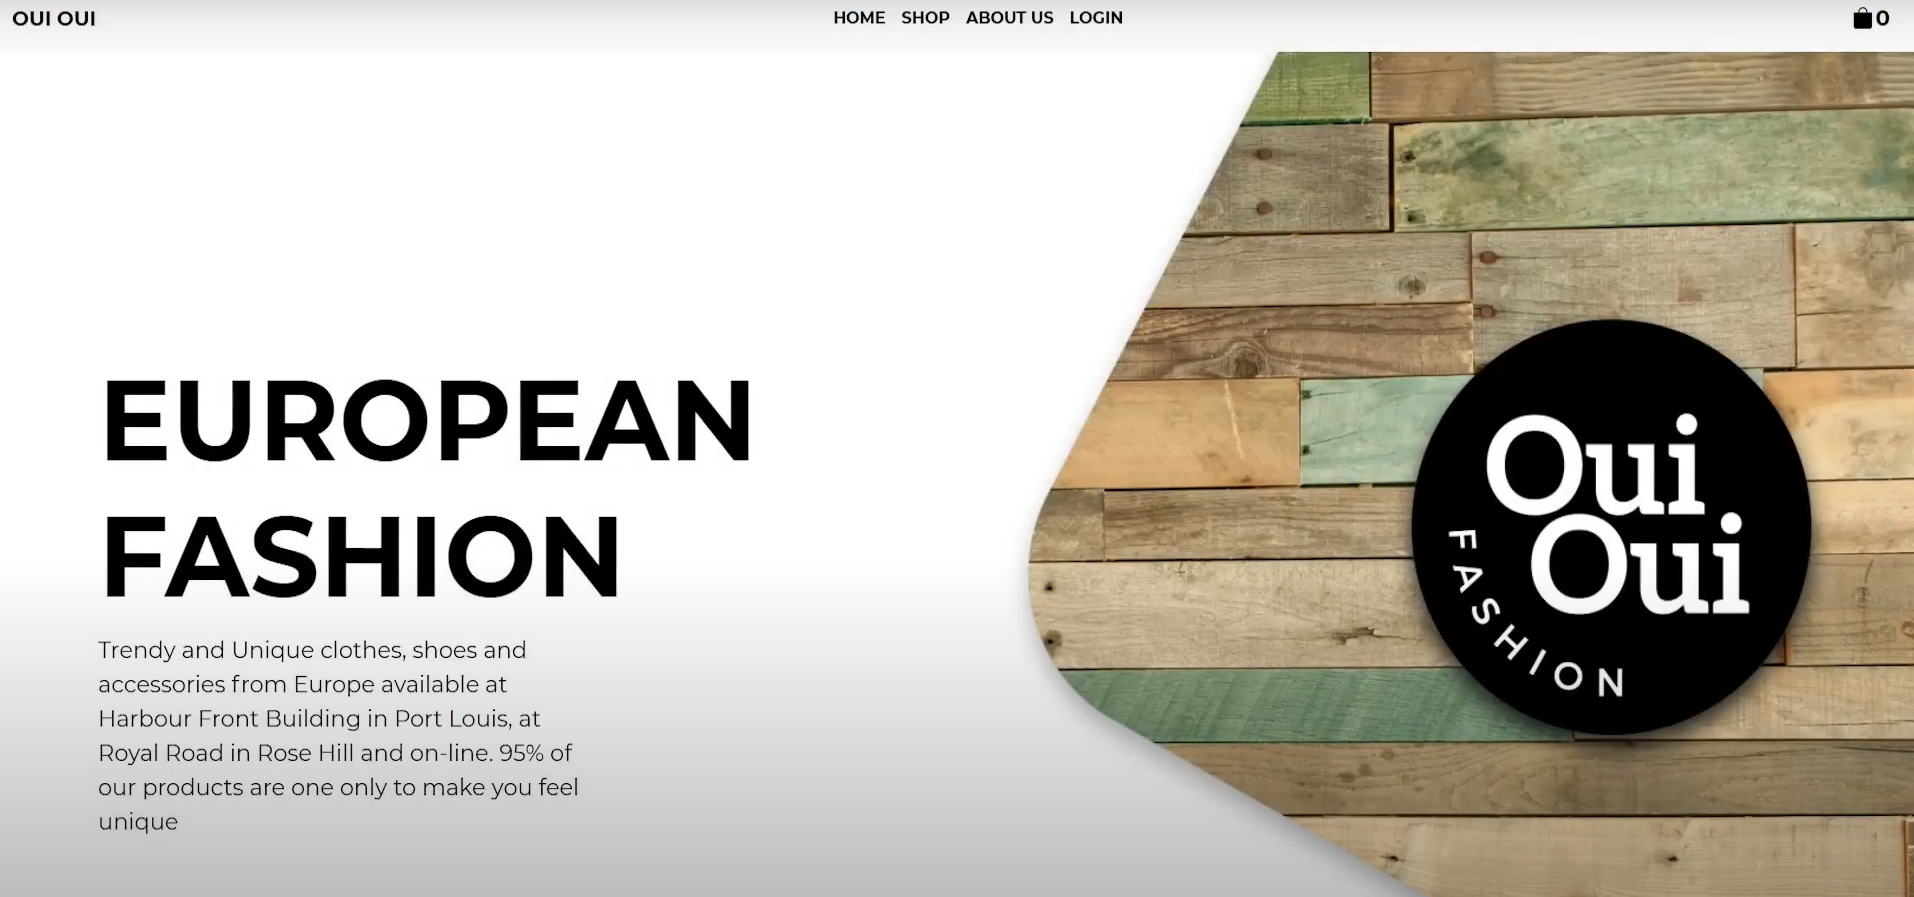 OUI OUI
HOME SHOP ABOUT US LOGIN
0
EUROPEAN
FASHION
Trendy and Unique clothes, shoes and
accessories from Europe available at
Harbour Front Building in Port Louis, at
Royal Road in Rose Hill and on-line. 95% of
our products are one only to make you feel
unique
Oui
Oui
FASHION